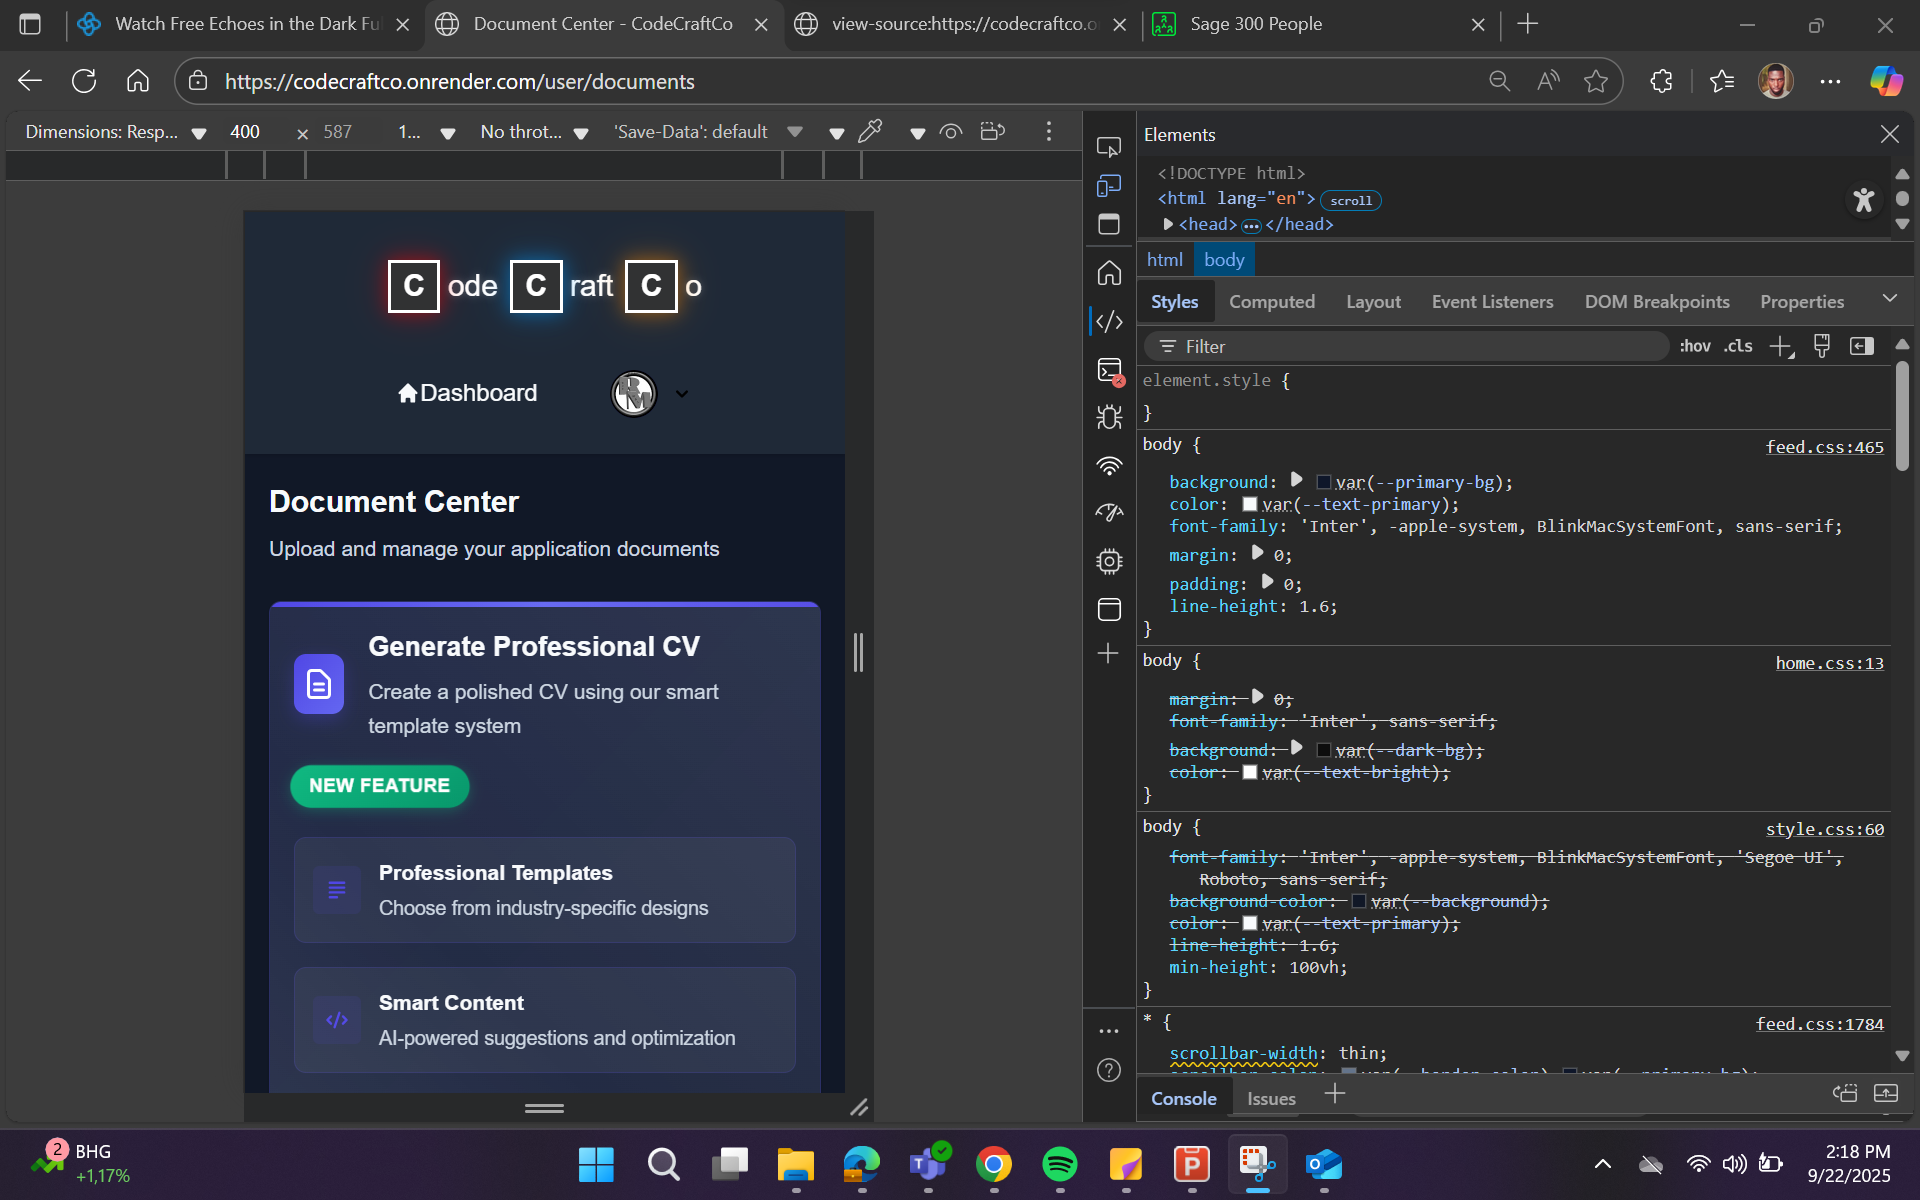 Watch Free Echoes in the Dark Fu
Document Center - CodeCraftCo
view-source:https://codecraftco.o
Sage 300 People
https://codecraftco.onrender.com/user/documents
Dimensions: Resp...
400
×
587
1...
No throt...
'Save-Data': default
Elements
<!DOCTYPE html>
<html lang="en"> scroll
<head> ... </head>
html
body
Styles
Computed
Layout
Event Listeners
DOM Breakpoints
Properties
Filter
:hov
.cls
element.style {
}
body {
feed.css:465
background: var(--primary-bg);
color: var(--text-primary);
font-family: 'Inter', -apple-system, BlinkMacSystemFont, sans-serif;
margin: 0;
padding: 0;
line-height: 1.6;
}
body {
home.css:13
margin: 0;
font-family: 'Inter', sans-serif;
background: var(--dark-bg);
color: var(--text-bright);
}
body {
style.css:60
font-family: 'Inter', -apple-system, BlinkMacSystemFont, 'Segoe UI',
Roboto, sans-serif;
background-color: var(--background);
color: var(--text-primary);
line-height: 1.6;
min-height: 100vh;
}
* {
feed.css:1784
scrollbar-width: thin;
Console
Issues
C ode C raft C o
Dashboard
Document Center
Upload and manage your application documents
Generate Professional CV
Create a polished CV using our smart
template system
NEW FEATURE
Professional Templates
Choose from industry-specific designs
Smart Content
AI-powered suggestions and optimization
2
BHG
+1,17%
2:18 PM
9/22/2025